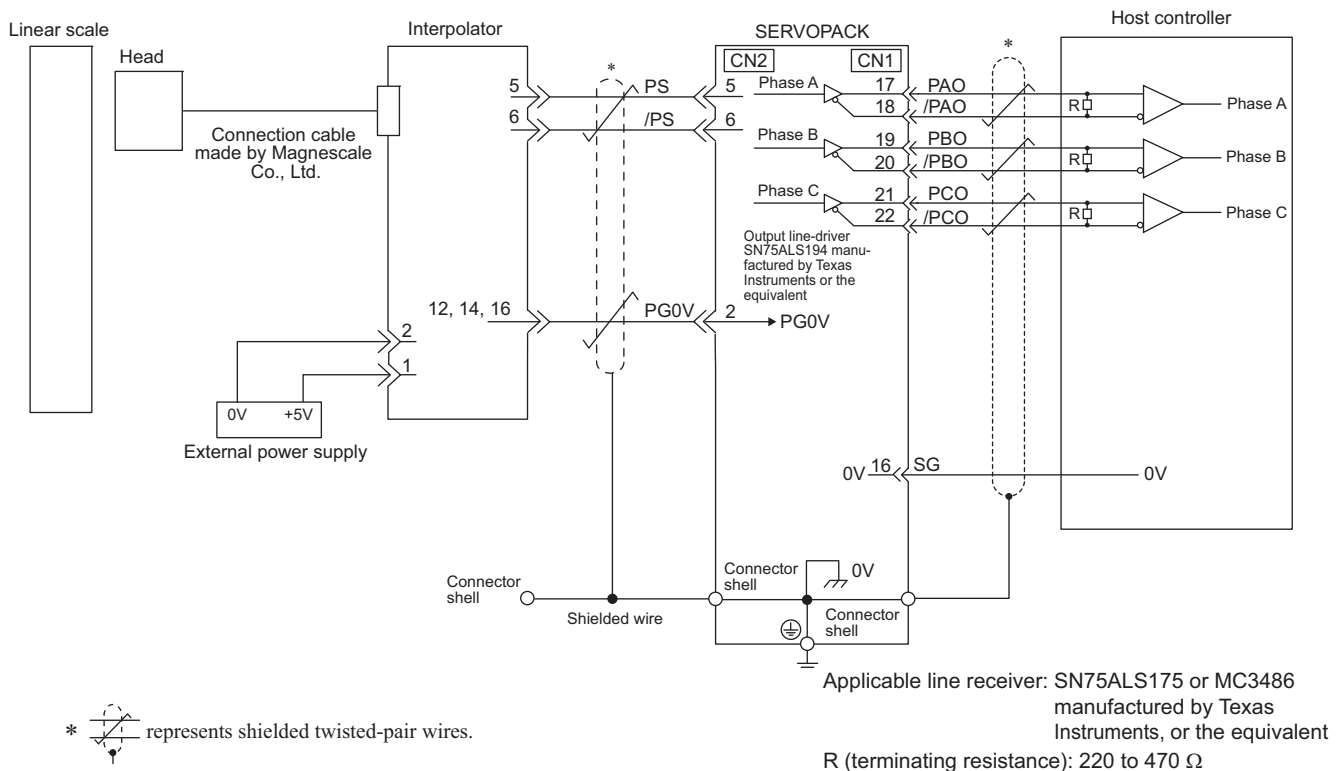 Linear scale
Head
Connection cable
made by Magnescale
Co., Ltd.
Interpolator
5
6
12, 14, 16
2
1
0V +5V
External power supply
*
PS
/PS
PG0V
SERVOPACK
CN2
CN1
5
6
2
PG0V
Phase A
Phase B
Phase C
Output line-driver
SN75ALS194 manu-
factured by Texas
Instruments or the
equivalent
17 PAO
18 /PAO
19 PBO
20 /PBO
21 PCO
22 /PCO
0V 16 SG
*
Host controller
R
R
R
Phase A
Phase B
Phase C
0V
Connector
shell
Shielded wire
Connector
shell
0V
Connector
shell
Applicable line receiver: SN75ALS175 or MC3486
manufactured by Texas
Instruments, or the equivalent
R (terminating resistance): 220 to 470 Ω
* represents shielded twisted-pair wires.